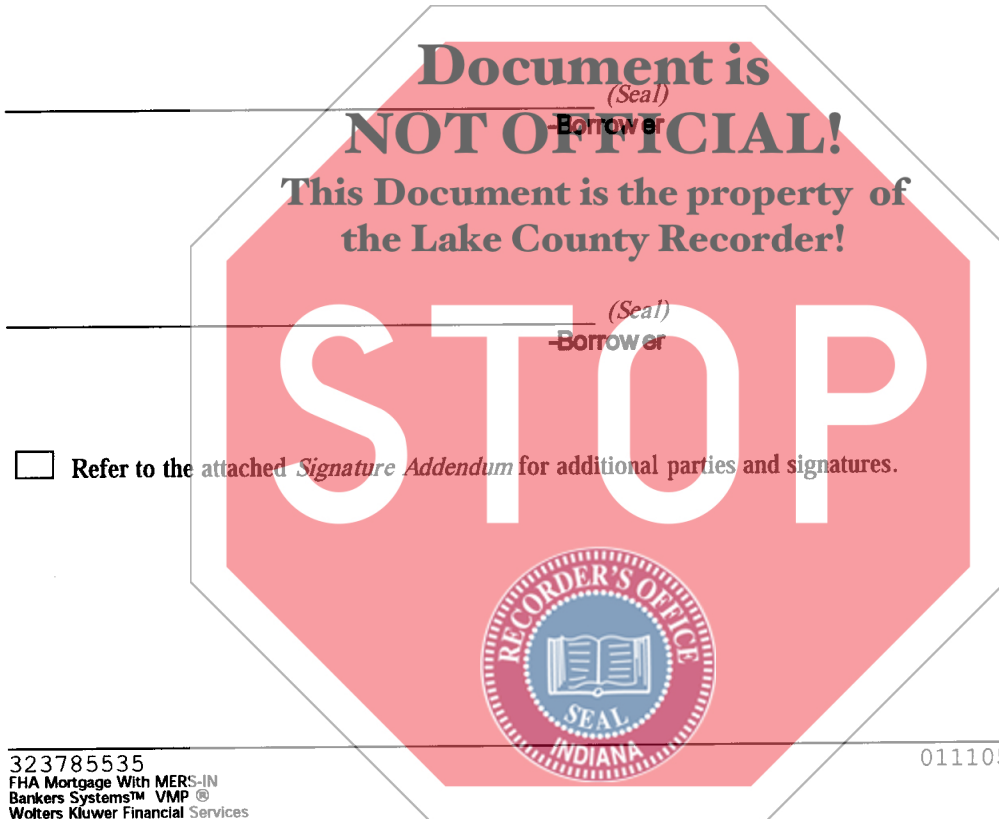 Document is
(Seal)
-Borrower
NOT OFFICIAL!
This Document is the property of
the Lake County Recorder!
(Seal)
-Borrower
STOP
Refer to the attached Signature Addendum for additional parties and signatures.
RECORDER'S OFFICE
SEAL
INDIANA
323785535
FHA Mortgage With MERS-IN
Bankers Systems™ VMP ®
Wolters Kluwer Financial Services